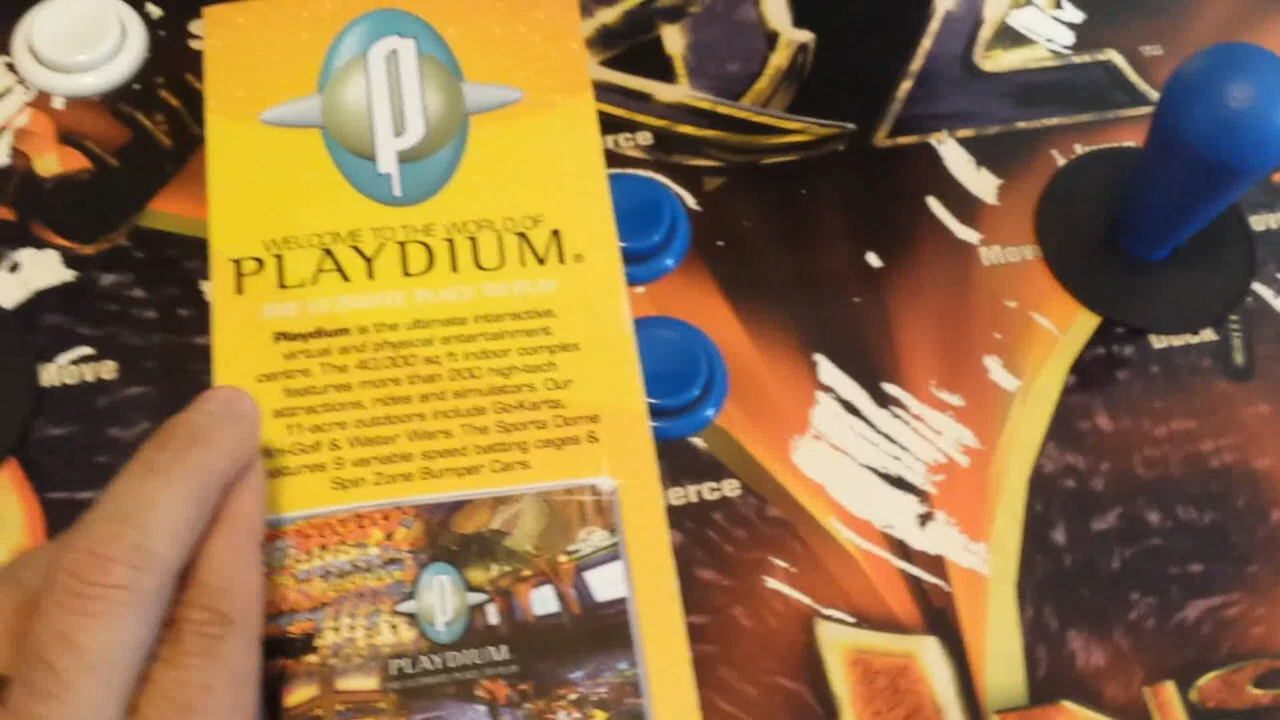 P
WELCOME TO THE WORLD OF
PLAYDIUM.
THE ULTIMATE PLACE TO PLAY
Playdium is the ultimate interactive,
virtual and physical entertainment
centre. The 40,000 sq. ft indoor complex
features more than 200 high-tech
attractions, rides and simulators. Our
11-acre outdoors include Go-Karts,
Golf & Water Wars. The Sports Dome
9 variable speed batting cages &
Spin Zone Bumper Cars.
P
PLAYDIUM
2
TM
erce
Move
Move
Duck
erce